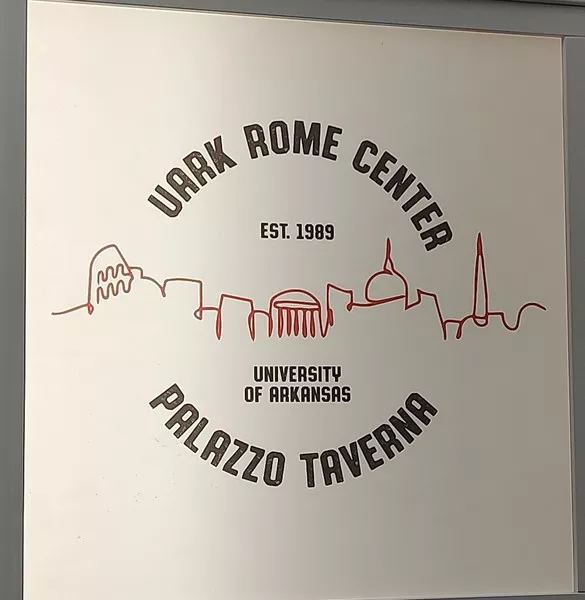 UARK ROME CENTER
EST. 1989
UNIVERSITY
OF ARKANSAS
PALAZZO TAVERNA